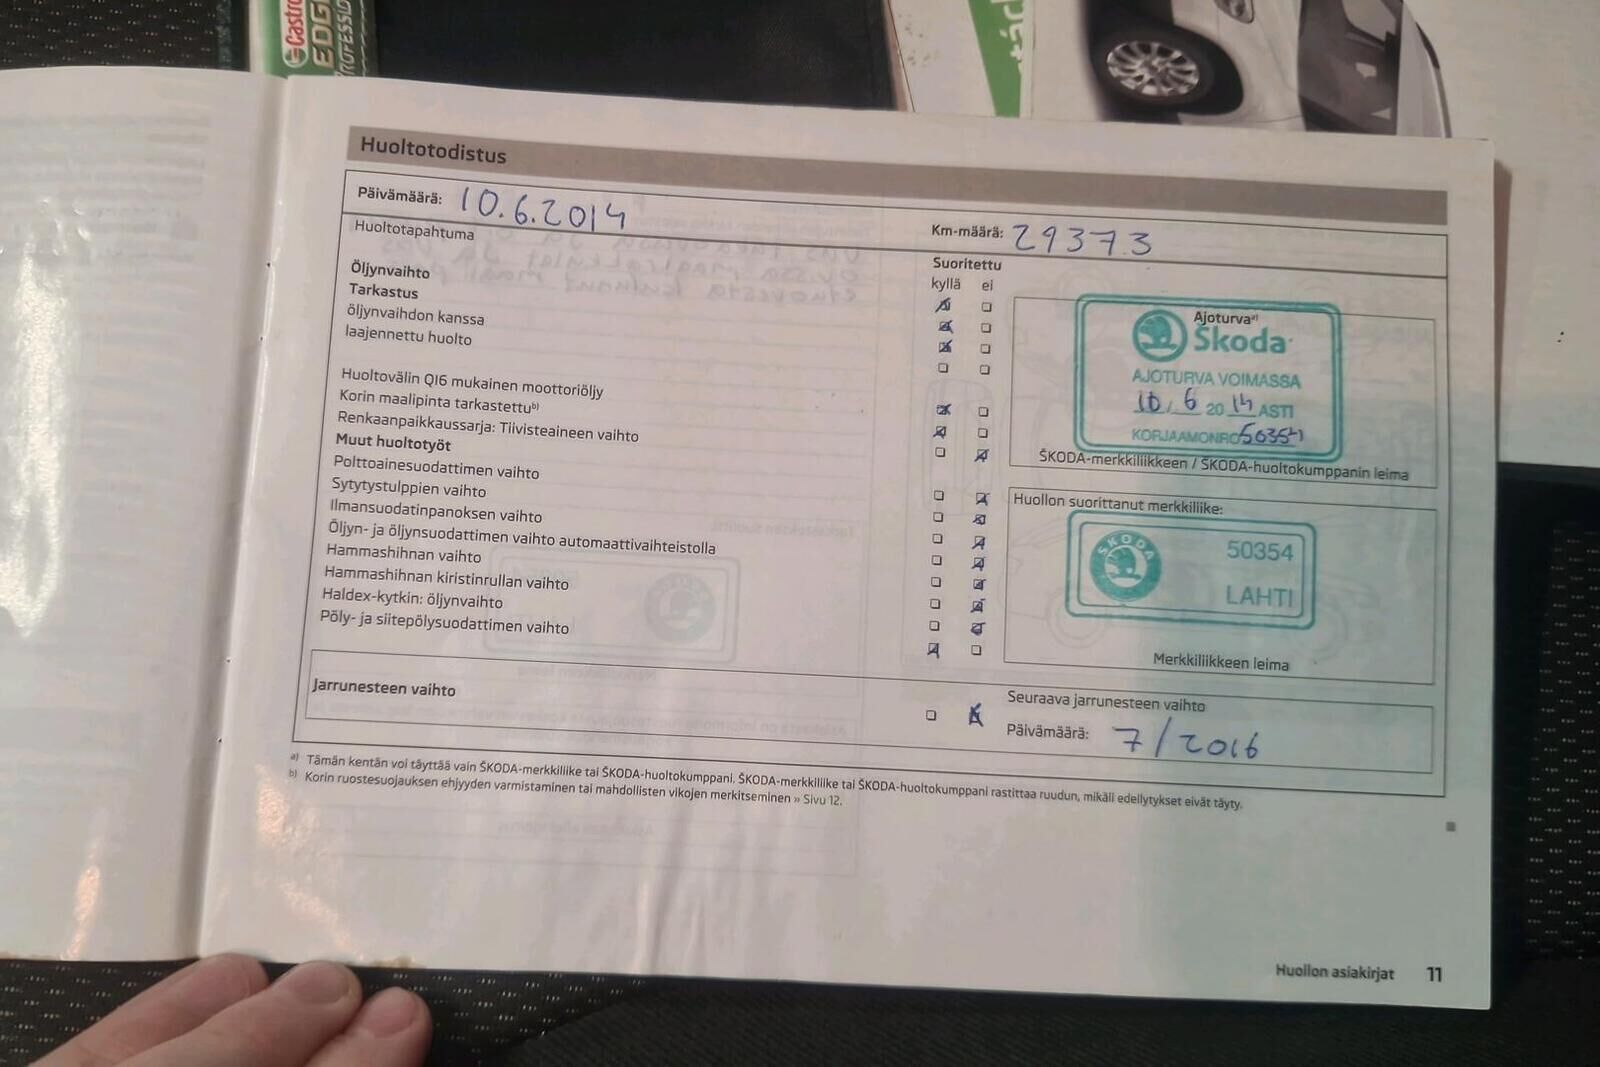 Castrol
EDGE
PROFESSIONAL
Huoltotodistus
Päivämäärä: 10.6.2014
Km-määrä: 29373
Huoltotapahtuma
Suoritettu
kyllä ei
Öljynvaihto
Tarkastus
öljynvaihdon kanssa
laajennettu huolto
Huoltovälin QI6 mukainen moottoriöljy
Korin maalipinta tarkastettu b)
Renkaanpaikkaussarja: Tiivisteaineen vaihto
Muut huoltotyöt
Polttoainesuodattimen vaihto
Sytytystulppien vaihto
Ilmansuodatinpanoksen vaihto
Öljyn- ja öljynsuodattimen vaihto automaattivaihteistolla
Hammashihnan vaihto
Hammashihnan kiristinrullan vaihto
Haldex-kytkin: öljynvaihto
Pöly- ja siitepölysuodattimen vaihto
Ajoturva a)
Škoda
AJOTURVA VOIMASSA
10/6 2014 ASTI
KORJAAMONRO 50354
ŠKODA-merkkiliikkeen / ŠKODA-huoltokumppanin leima
Huollon suorittanut merkkiliike:
ŠKODA
50354
LAHTI
Merkkiliikkeen leima
Jarrunesteen vaihto
Seuraava jarrunesteen vaihto
Päivämäärä: 7/2016
a) Tämän kentän voi täyttää vain ŠKODA-merkkiliike tai ŠKODA-huoltokumppani. ŠKODA-merkkiliike tai ŠKODA-huoltokumppani rastittaa ruudun, mikäli edellytykset eivät täyty.
b) Korin ruostesuojauksen ehjyyden varmistaminen tai mahdollisten vikojen merkitseminen » Sivu 12.
Huollon asiakirjat 11